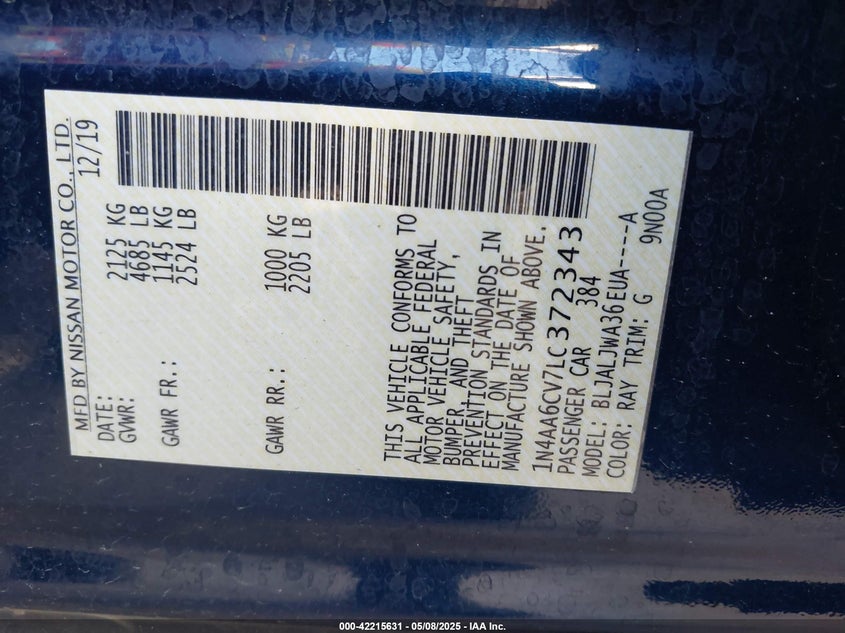 MFD BY NISSAN MOTOR CO., LTD.
DATE: 12/19
GVWR: 2125 KG
4685 LB
GAWR FR.: 1145 KG
2524 LB
GAWR RR.: 1000 KG
2205 LB
THIS VEHICLE CONFORMS TO
ALL APPLICABLE FEDERAL
MOTOR VEHICLE SAFETY,
BUMPER, AND THEFT
PREVENTION STANDARDS IN
EFFECT ON THE DATE OF
MANUFACTURE SHOWN ABOVE.
1N4AA6CV7LC372343
PASSENGER CAR 384
MODEL: BLJALJWA36EUA----A
COLOR: RAY TRIM: G 9N00A
000-42215631 - 05/08/2025 - IAA Inc.